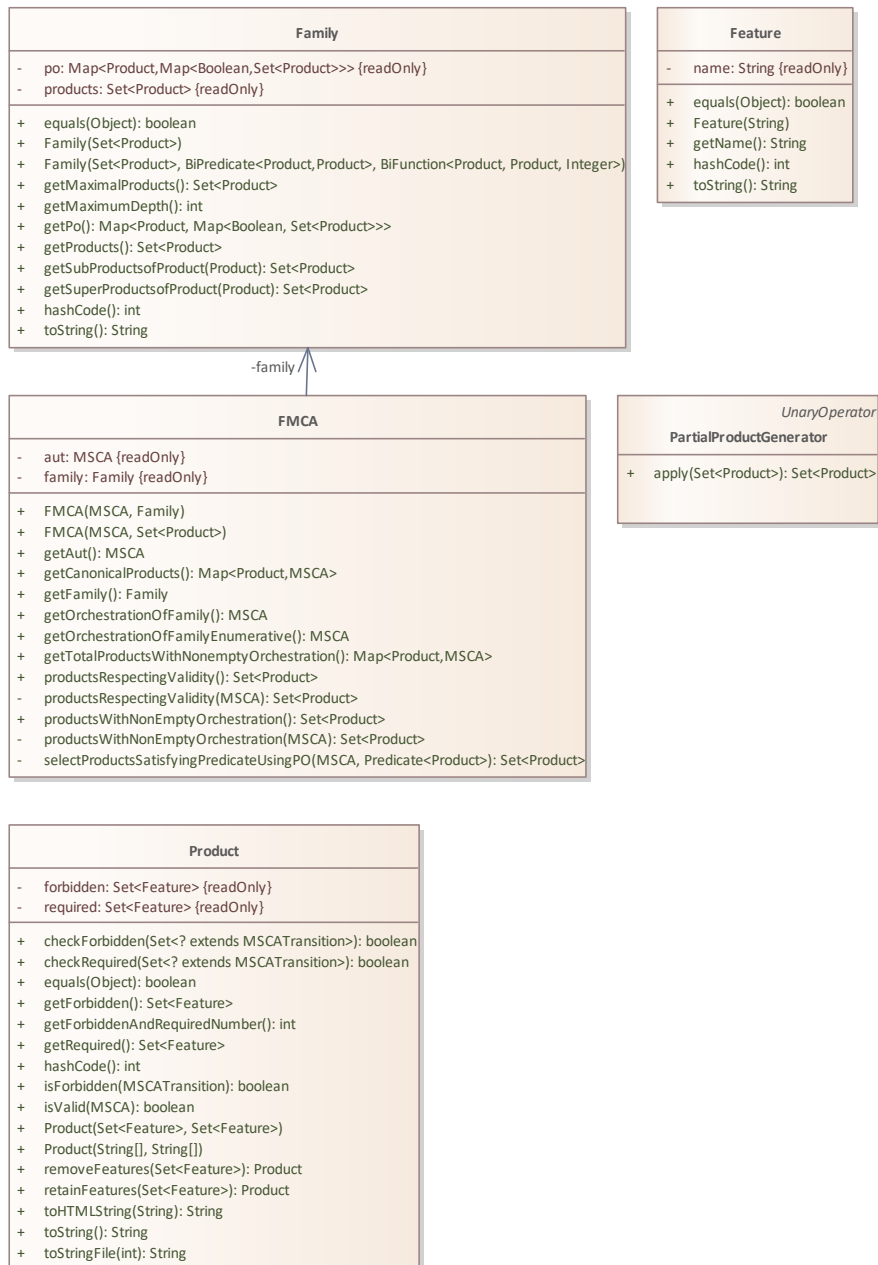 Family
- po: Map<Product,Map<Boolean,Set<Product>>> {readOnly}
- products: Set<Product> {readOnly}
+ equals(Object): boolean
+ Family(Set<Product>)
+ Family(Set<Product>, BiPredicate<Product,Product>, BiFunction<Product, Product, Integer>)
+ getMaximalProducts(): Set<Product>
+ getMaximumDepth(): int
+ getPo(): Map<Product, Map<Boolean, Set<Product>>>
+ getProducts(): Set<Product>
+ getSubProductsofProduct(Product): Set<Product>
+ getSuperProductsofProduct(Product): Set<Product>
+ hashCode(): int
+ toString(): String
Feature
- name: String {readOnly}
+ equals(Object): boolean
+ Feature(String)
+ getName(): String
+ hashCode(): int
+ toString(): String
-family
FMCA
- aut: MSCA {readOnly}
- family: Family {readOnly}
+ FMCA(MSCA, Family)
+ FMCA(MSCA, Set<Product>)
+ getAut(): MSCA
+ getCanonicalProducts(): Map<Product,MSCA>
+ getFamily(): Family
+ getOrchestrationOfFamily(): MSCA
+ getOrchestrationOfFamilyEnumerative(): MSCA
+ getTotalProductsWithNonemptyOrchestration(): Map<Product,MSCA>
+ productsRespectingValidity(): Set<Product>
- productsRespectingValidity(MSCA): Set<Product>
+ productsWithNonEmptyOrchestration(): Set<Product>
- productsWithNonEmptyOrchestration(MSCA): Set<Product>
- selectProductsSatisfyingPredicateUsingPO(MSCA, Predicate<Product>): Set<Product>
UnaryOperator
PartialProductGenerator
+ apply(Set<Product>): Set<Product>
Product
- forbidden: Set<Feature> {readOnly}
- required: Set<Feature> {readOnly}
+ checkForbidden(Set<? extends MSCATransition>): boolean
+ checkRequired(Set<? extends MSCATransition>): boolean
+ equals(Object): boolean
+ getForbidden(): Set<Feature>
+ getForbiddenAndRequiredNumber(): int
+ getRequired(): Set<Feature>
+ hashCode(): int
+ isForbidden(MSCATransition): boolean
+ isValid(MSCA): boolean
+ Product(Set<Feature>, Set<Feature>)
+ Product(String[], String[])
+ removeFeatures(Set<Feature>): Product
+ retainFeatures(Set<Feature>): Product
+ toHTMLString(String): String
+ toString(): String
+ toStringFile(int): String